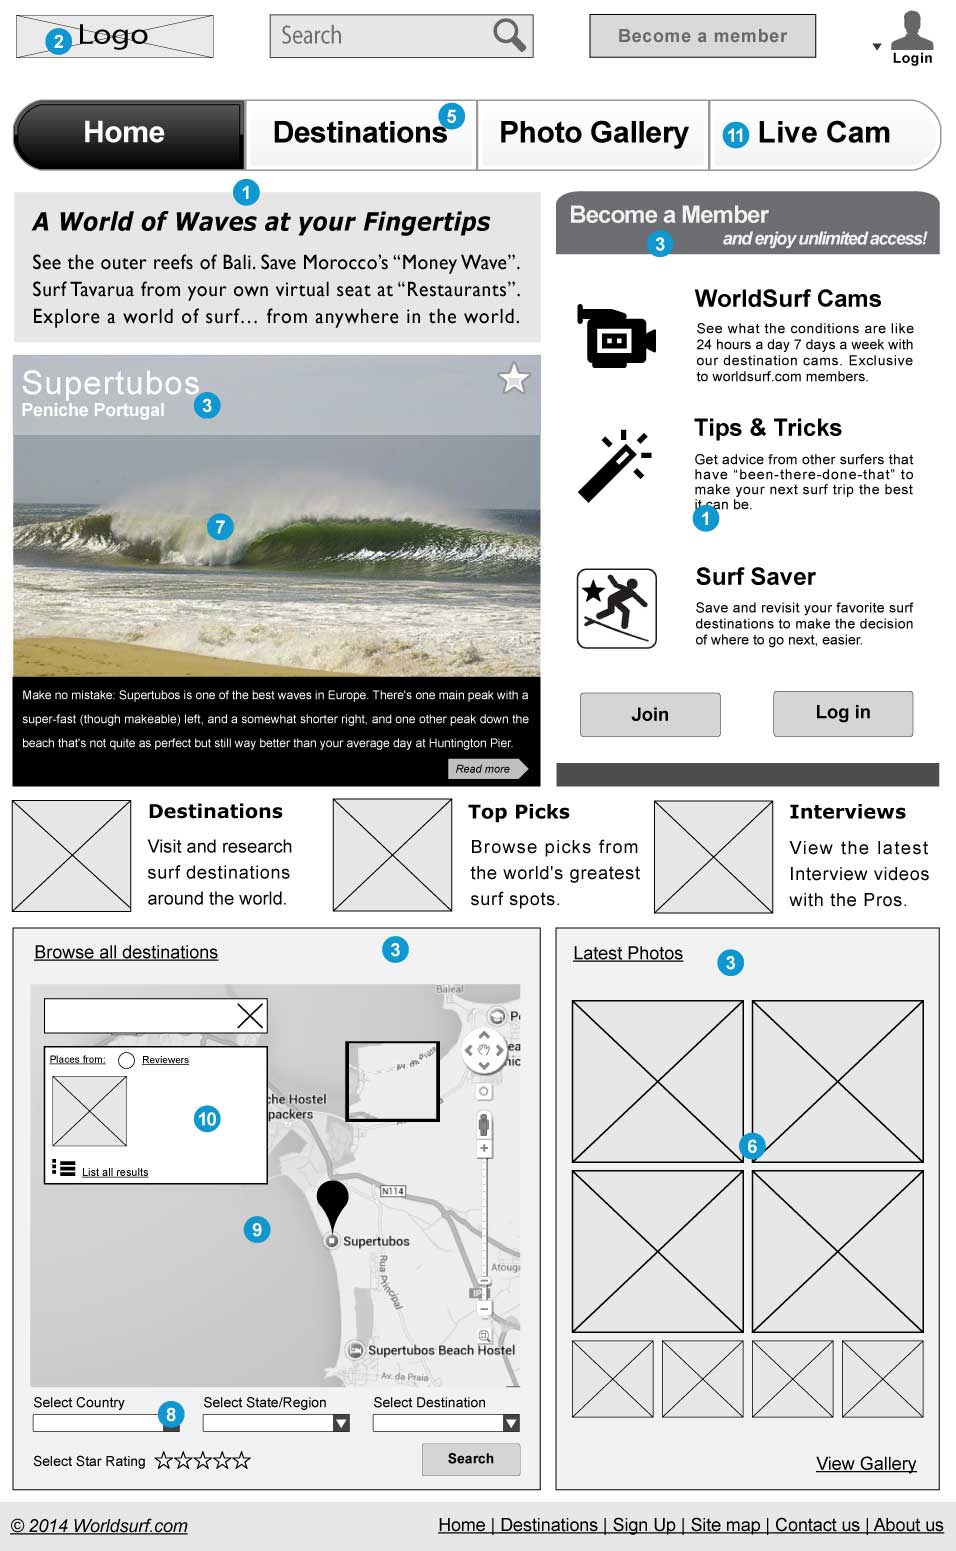 2 Logo
Search
Become a member
Login
Home
Destinations 5
Photo Gallery
11 Live Cam
1
A World of Waves at your Fingertips
See the outer reefs of Bali. Save Morocco's “Money Wave”.
Surf Tavarua from your own virtual seat at “Restaurants”.
Explore a world of surf... from anywhere in the world.
Become a Member
3
and enjoy unlimited access!
WorldSurf Cams
See what the conditions are like
24 hours a day 7 days a week with
our destination cams. Exclusive
to worldsurf.com members.
Tips & Tricks
Get advice from other surfers that
have “been-there-done-that” to
make your next surf trip the best
it can be.
1
Surf Saver
Save and revisit your favorite surf
destinations to make the decision
of where to go next, easier.
Join
Log in
Supertubos
Peniche Portugal
3
7
Make no mistake: Supertubos is one of the best waves in Europe. There's one main peak with a
super-fast (though makeable) left, and a somewhat shorter right, and one other peak down the
beach that's not quite as perfect but still way better than your average day at Huntington Pier.
Read more
Destinations
Visit and research
surf destinations
around the world.
Top Picks
Browse picks from
the world's greatest
surf spots.
Interviews
View the latest
Interview videos
with the Pros.
Browse all destinations
3
Baleal
Places from:
Reviewers
10
List all results
che Hostel
packers
N114
9
Supertubos
Rua Principal
Atougu
IP
Supertubos Beach Hostel
Av. da Praia
Select Country
8
Select State/Region
Select Destination
Select Star Rating
Search
Latest Photos
3
6
View Gallery
© 2014 Worldsurf.com
Home | Destinations | Sign Up | Site map | Contact us | About us